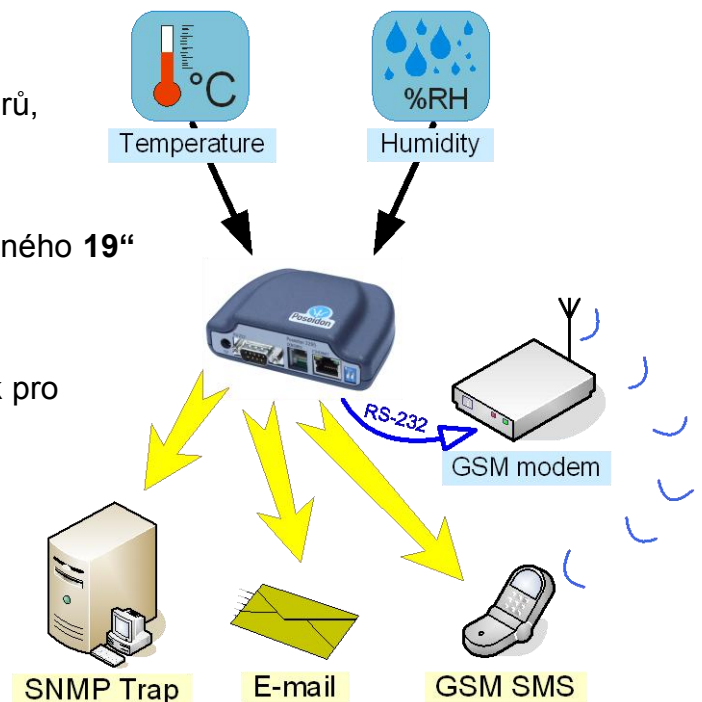 °C
%RH
rů,
Temperature
Humidity
ného 19“
Poseidon
k pro
RS-232
GSM modem
SNMP Trap
E-mail
GSM SMS